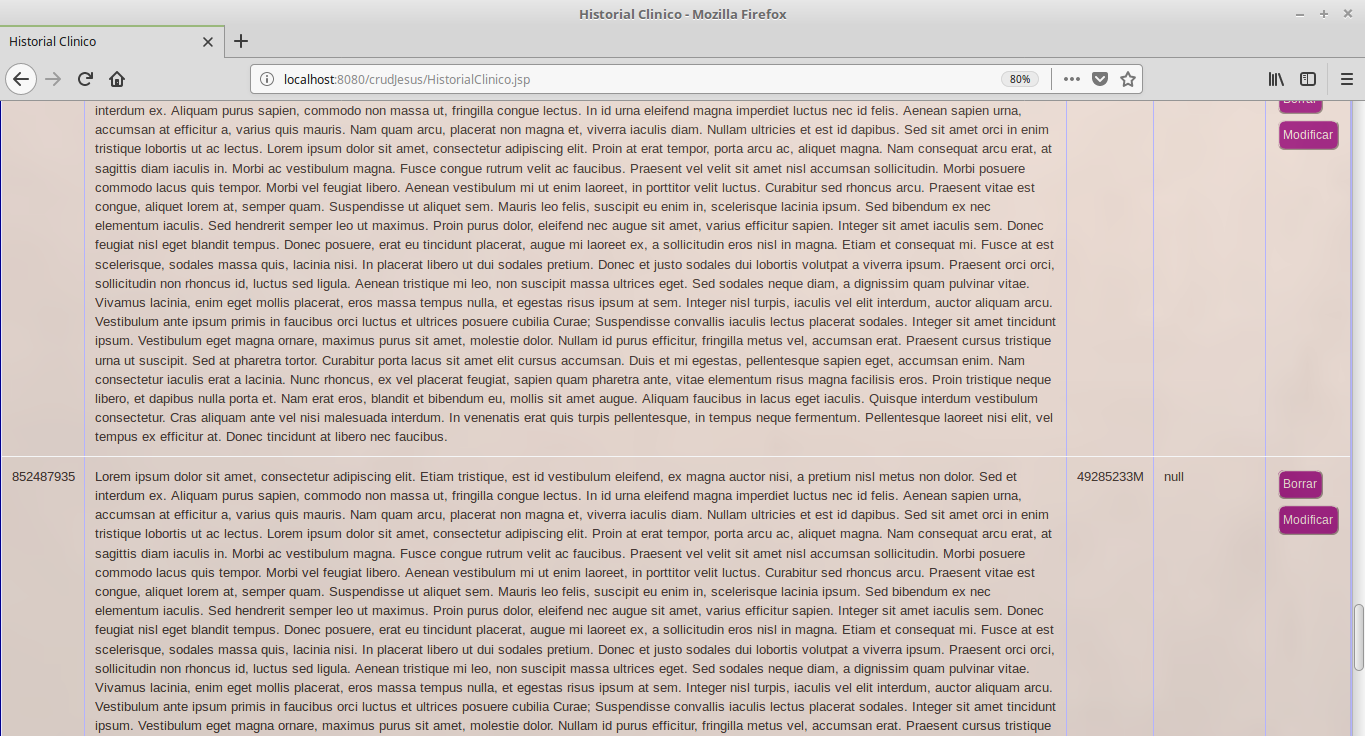 Historial Clinico - Mozilla Firefox
Historial Clinico
localhost:8080/crudJesus/HistorialClinico.jsp
80%
interdum ex. Aliquam purus sapien, commodo non massa ut, fringilla congue lectus. In id urna eleifend magna imperdiet luctus nec id felis. Aenean sapien urna,
Borrar
accumsan at efficitur a, varius quis mauris. Nam quam arcu, placerat non magna et, viverra iaculis diam. Nullam ultricies et est id dapibus. Sed sit amet orci in enim
Modificar
tristique lobortis ut ac lectus. Lorem ipsum dolor sit amet, consectetur adipiscing elit. Proin at erat tempor, porta arcu ac, aliquet magna. Nam consequat arcu erat, at
sagittis diam iaculis in. Morbi ac vestibulum magna. Fusce congue rutrum velit ac faucibus. Praesent vel velit sit amet nisl accumsan sollicitudin. Morbi posuere
commodo lacus quis tempor. Morbi vel feugiat libero. Aenean vestibulum mi ut enim laoreet, in porttitor velit luctus. Curabitur sed rhoncus arcu. Praesent vitae est
congue, aliquet lorem at, semper quam. Suspendisse ut aliquet sem. Mauris leo felis, suscipit eu enim in, scelerisque lacinia ipsum. Sed bibendum ex nec
elementum iaculis. Sed hendrerit semper leo ut maximus. Proin purus dolor, eleifend nec augue sit amet, varius efficitur sapien. Integer sit amet iaculis sem. Donec
feugiat nisl eget blandit tempus. Donec posuere, erat eu tincidunt placerat, augue mi laoreet ex, a sollicitudin eros nisl in magna. Etiam et consequat mi. Fusce at est
scelerisque, sodales massa quis, lacinia nisi. In placerat libero ut dui sodales pretium. Donec et justo sodales dui lobortis volutpat a viverra ipsum. Praesent orci orci,
sollicitudin non rhoncus id, luctus sed ligula. Aenean tristique mi leo, non suscipit massa ultrices eget. Sed sodales neque diam, a dignissim quam pulvinar vitae.
Vivamus lacinia, enim eget mollis placerat, eros massa tempus nulla, et egestas risus ipsum at sem. Integer nisl turpis, iaculis vel elit interdum, auctor aliquam arcu.
Vestibulum ante ipsum primis in faucibus orci luctus et ultrices posuere cubilia Curae; Suspendisse convallis iaculis lectus placerat sodales. Integer sit amet tincidunt
ipsum. Vestibulum eget magna ornare, maximus purus sit amet, molestie dolor. Nullam id purus efficitur, fringilla metus vel, accumsan erat. Praesent cursus tristique
urna ut suscipit. Sed at pharetra tortor. Curabitur porta lacus sit amet elit cursus accumsan. Duis et mi egestas, pellentesque sapien eget, accumsan enim. Nam
consectetur iaculis erat a lacinia. Nunc rhoncus, ex vel placerat feugiat, sapien quam pharetra ante, vitae elementum risus magna facilisis eros. Proin tristique neque
libero, et dapibus nulla porta et. Nam erat eros, blandit et bibendum eu, mollis sit amet augue. Aliquam faucibus in lacus eget iaculis. Quisque interdum vestibulum
consectetur. Cras aliquam ante vel nisi malesuada interdum. In venenatis erat quis turpis pellentesque, in tempus neque fermentum. Pellentesque laoreet nisi elit, vel
tempus ex efficitur at. Donec tincidunt at libero nec faucibus.
852487935
Lorem ipsum dolor sit amet, consectetur adipiscing elit. Etiam tristique, est id vestibulum eleifend, ex magna auctor nisi, a pretium nisl metus non dolor. Sed et
49285233M
null
Borrar
interdum ex. Aliquam purus sapien, commodo non massa ut, fringilla congue lectus. In id urna eleifend magna imperdiet luctus nec id felis. Aenean sapien urna,
accumsan at efficitur a, varius quis mauris. Nam quam arcu, placerat non magna et, viverra iaculis diam. Nullam ultricies et est id dapibus. Sed sit amet orci in enim
Modificar
tristique lobortis ut ac lectus. Lorem ipsum dolor sit amet, consectetur adipiscing elit. Proin at erat tempor, porta arcu ac, aliquet magna. Nam consequat arcu erat, at
sagittis diam iaculis in. Morbi ac vestibulum magna. Fusce congue rutrum velit ac faucibus. Praesent vel velit sit amet nisl accumsan sollicitudin. Morbi posuere
commodo lacus quis tempor. Morbi vel feugiat libero. Aenean vestibulum mi ut enim laoreet, in porttitor velit luctus. Curabitur sed rhoncus arcu. Praesent vitae est
congue, aliquet lorem at, semper quam. Suspendisse ut aliquet sem. Mauris leo felis, suscipit eu enim in, scelerisque lacinia ipsum. Sed bibendum ex nec
elementum iaculis. Sed hendrerit semper leo ut maximus. Proin purus dolor, eleifend nec augue sit amet, varius efficitur sapien. Integer sit amet iaculis sem. Donec
feugiat nisl eget blandit tempus. Donec posuere, erat eu tincidunt placerat, augue mi laoreet ex, a sollicitudin eros nisl in magna. Etiam et consequat mi. Fusce at est
scelerisque, sodales massa quis, lacinia nisi. In placerat libero ut dui sodales pretium. Donec et justo sodales dui lobortis volutpat a viverra ipsum. Praesent orci orci,
sollicitudin non rhoncus id, luctus sed ligula. Aenean tristique mi leo, non suscipit massa ultrices eget. Sed sodales neque diam, a dignissim quam pulvinar vitae.
Vivamus lacinia, enim eget mollis placerat, eros massa tempus nulla, et egestas risus ipsum at sem. Integer nisl turpis, iaculis vel elit interdum, auctor aliquam arcu.
Vestibulum ante ipsum primis in faucibus orci luctus et ultrices posuere cubilia Curae; Suspendisse convallis iaculis lectus placerat sodales. Integer sit amet tincidunt
ipsum. Vestibulum eget magna ornare, maximus purus sit amet, molestie dolor. Nullam id purus efficitur, fringilla metus vel, accumsan erat. Praesent cursus tristique